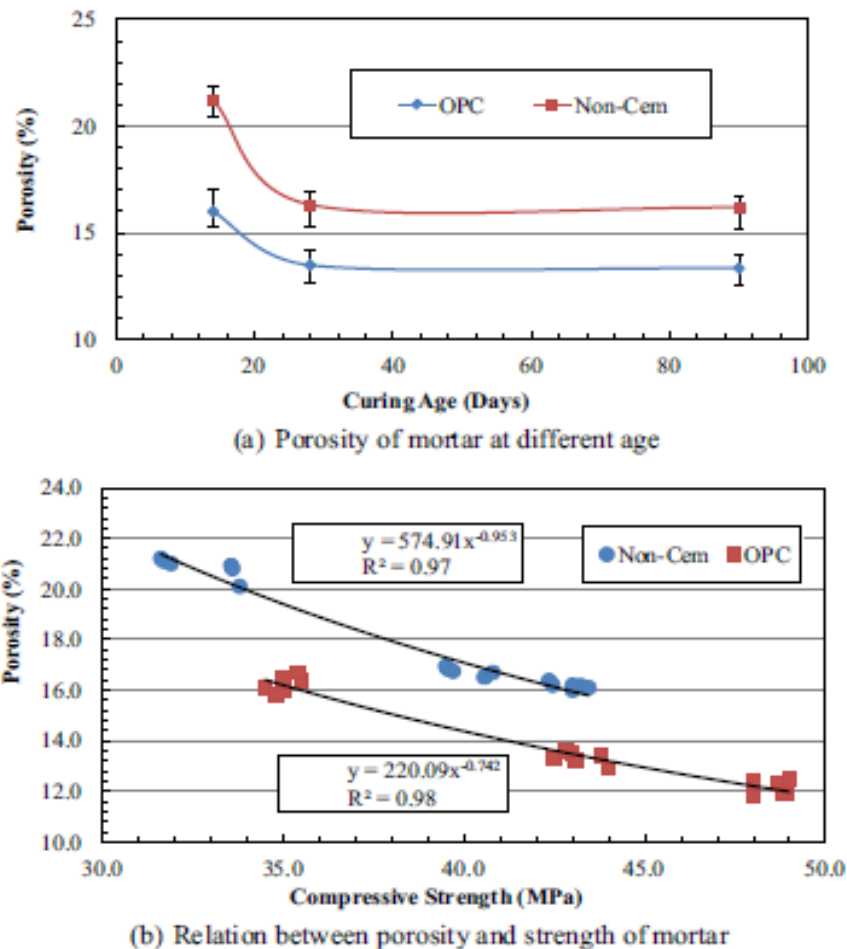 25
20
15
10
Porosity (%)
OPC Non-Cem
0 20 40 60 80 100
Curing Age (Days)
(a) Porosity of mortar at different age
24.0
22.0
20.0
18.0
16.0
14.0
12.0
10.0
Porosity (%)
y = 574.91x^-0.953
R² = 0.97
Non-Cem OPC
y = 220.09x^-0.742
R² = 0.98
30.0 35.0 40.0 45.0 50.0
Compressive Strength (MPa)
(b) Relation between porosity and strength of mortar